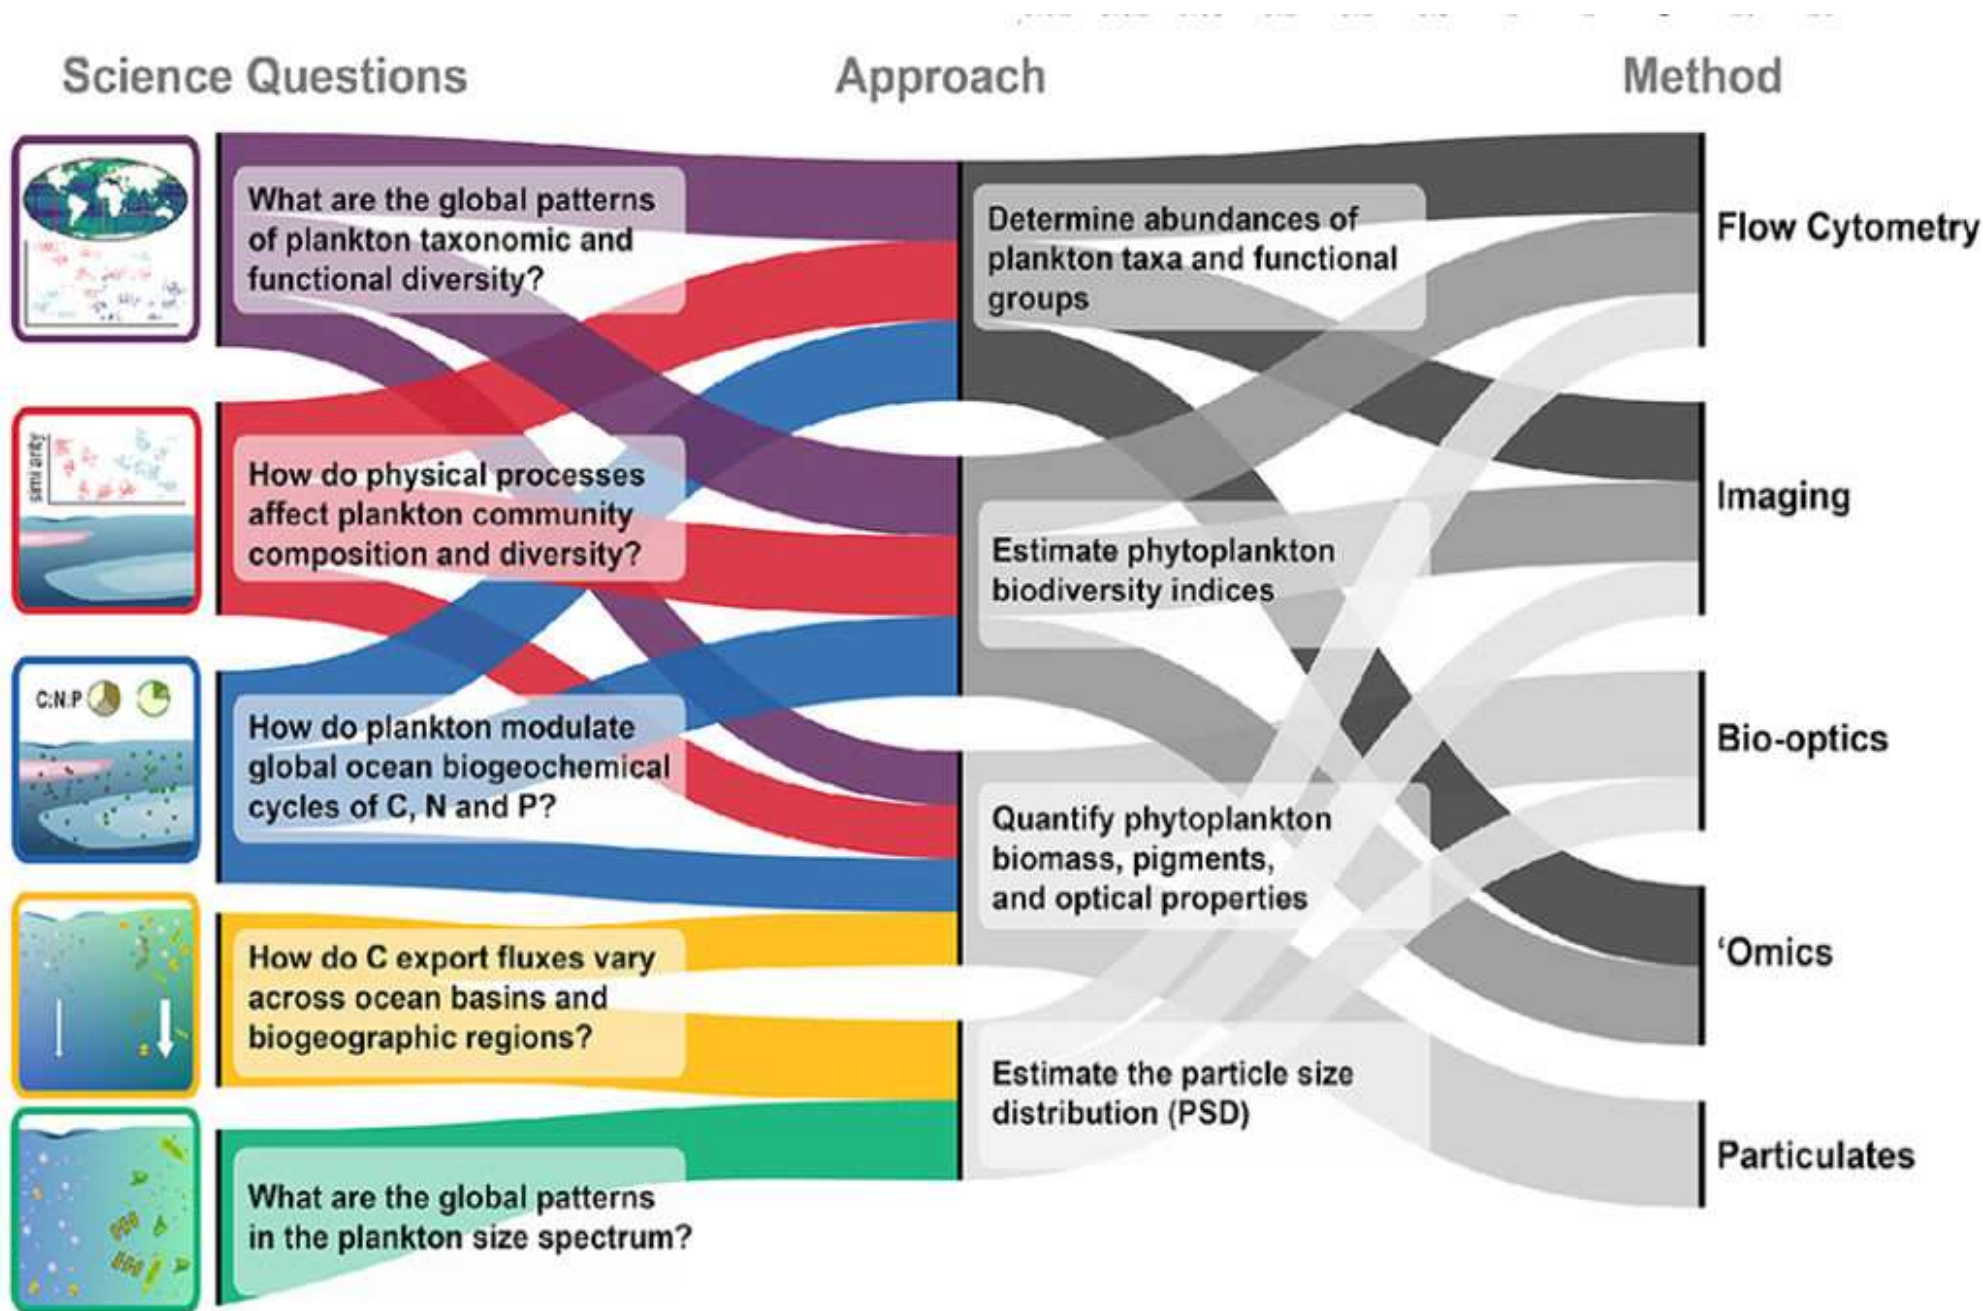 Science Questions
Approach
Method
What are the global patterns
of plankton taxonomic and
functional diversity?
similarity
How do physical processes
affect plankton community
composition and diversity?
C:N:P
How do plankton modulate
global ocean biogeochemical
cycles of C, N and P?
How do C export fluxes vary
across ocean basins and
biogeographic regions?
What are the global patterns
in the plankton size spectrum?
Determine abundances of
plankton taxa and functional
groups
Estimate phytoplankton
biodiversity indices
Quantify phytoplankton
biomass, pigments,
and optical properties
Estimate the particle size
distribution (PSD)
Flow Cytometry
Imaging
Bio-optics
‘Omics
Particulates